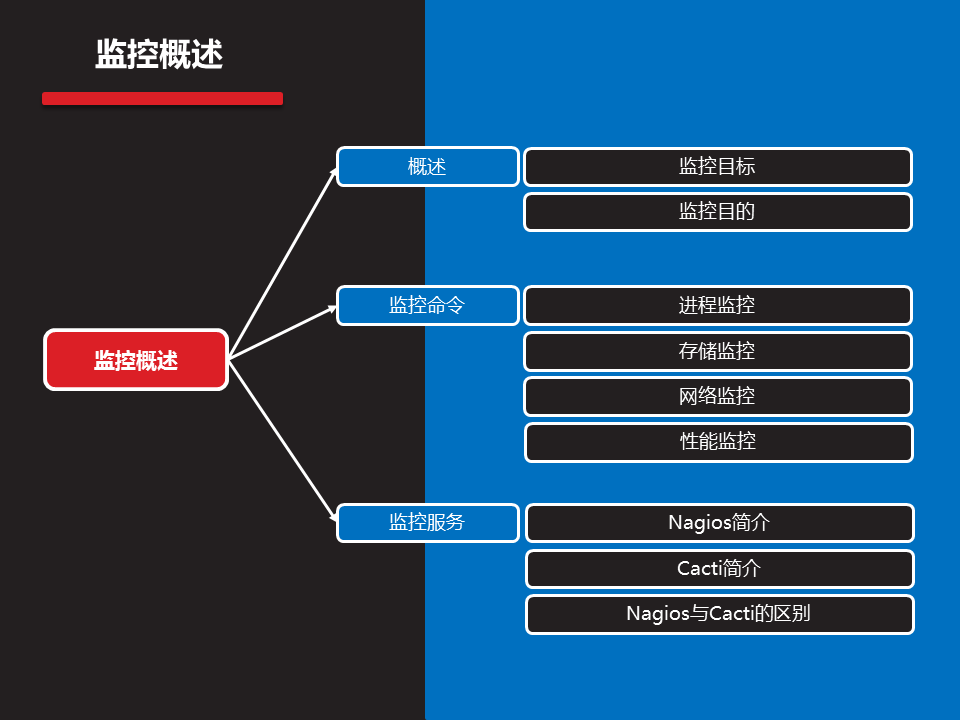 监控概述
概述
监控目标
监控目的
监控命令
进程监控
存储监控
网络监控
性能监控
监控概述
监控服务
Nagios简介
Cacti简介
Nagios与Cacti的区别